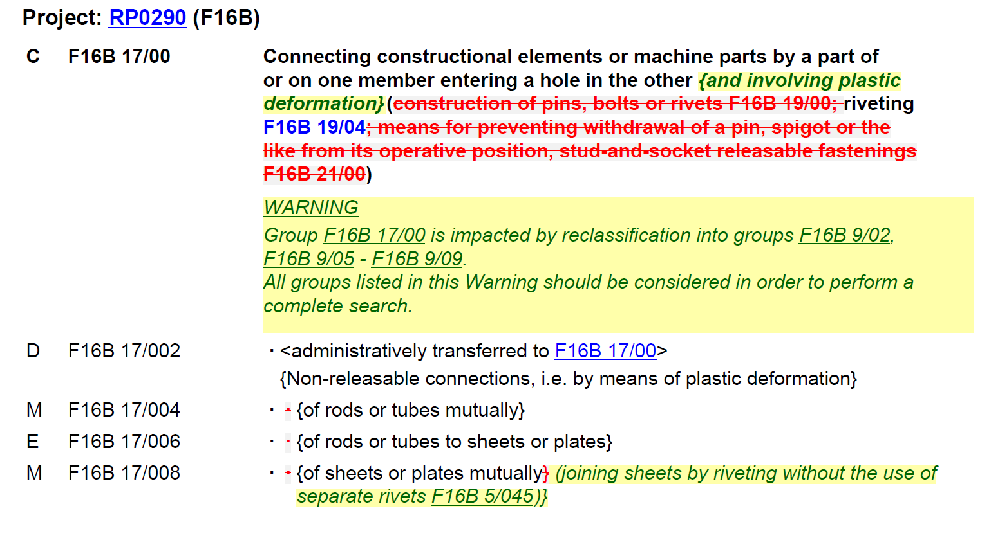 Project: RP0290 (F16B)
C F16B 17/00 Connecting constructional elements or machine parts by a part of
or on one member entering a hole in the other {and involving plastic
deformation}(construction of pins, bolts or rivets F16B 19/00; riveting
F16B 19/04; means for preventing withdrawal of a pin, spigot or the
like from its operative position, stud-and-socket releasable fastenings
F16B 21/00)
WARNING
Group F16B 17/00 is impacted by reclassification into groups F16B 9/02,
F16B 9/05 - F16B 9/09.
All groups listed in this Warning should be considered in order to perform a
complete search.
D F16B 17/002 · <administratively transferred to F16B 17/00>
{Non-releasable connections, i.e. by means of plastic deformation}
M F16B 17/004 · · {of rods or tubes mutually}
E F16B 17/006 · · {of rods or tubes to sheets or plates}
M F16B 17/008 · · {of sheets or plates mutually} (joining sheets by riveting without the use of
separate rivets F16B 5/045)}